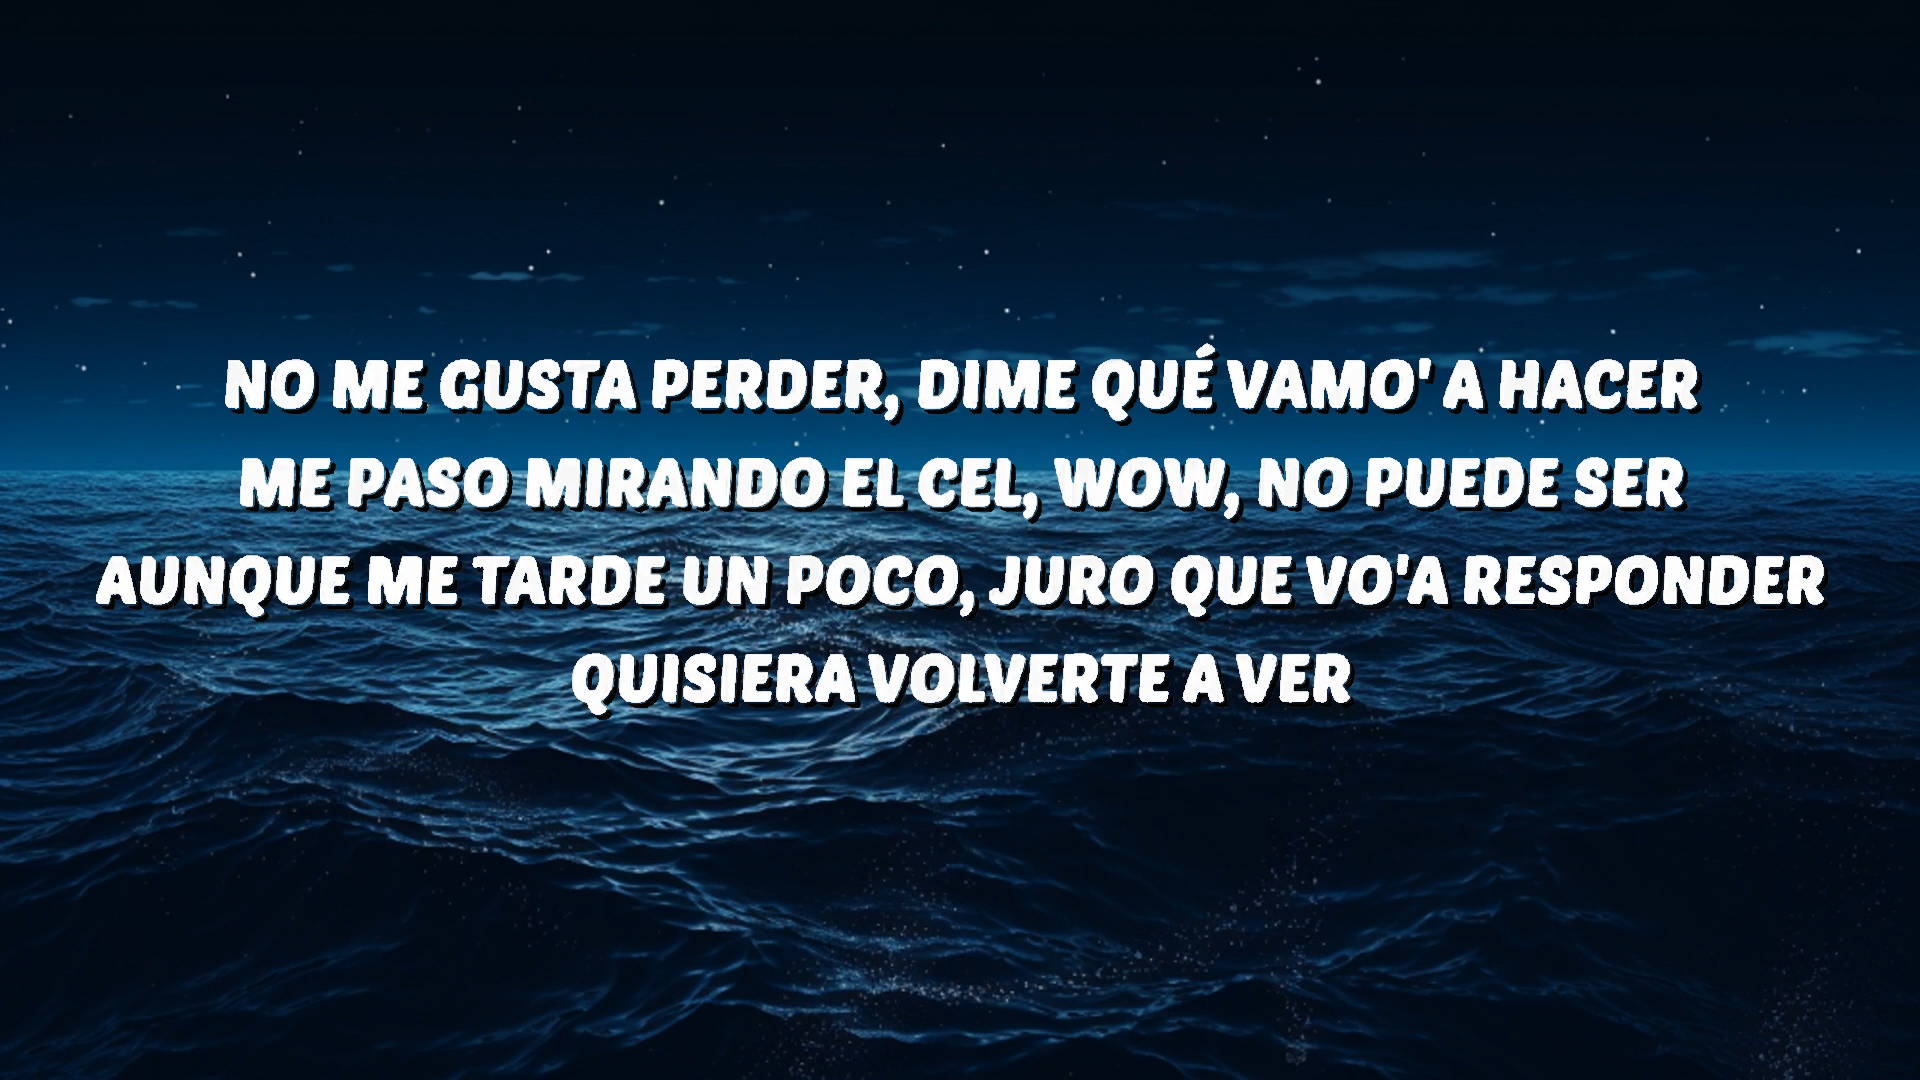 NO ME GUSTA PERDER, DIME QUÉ VAMO' A HACER
ME PASO MIRANDO EL CEL, WOW, NO PUEDE SER
AUNQUE ME TARDE UN POCO, JURO QUE VO'A RESPONDER
QUISIERA VOLVERTE A VER